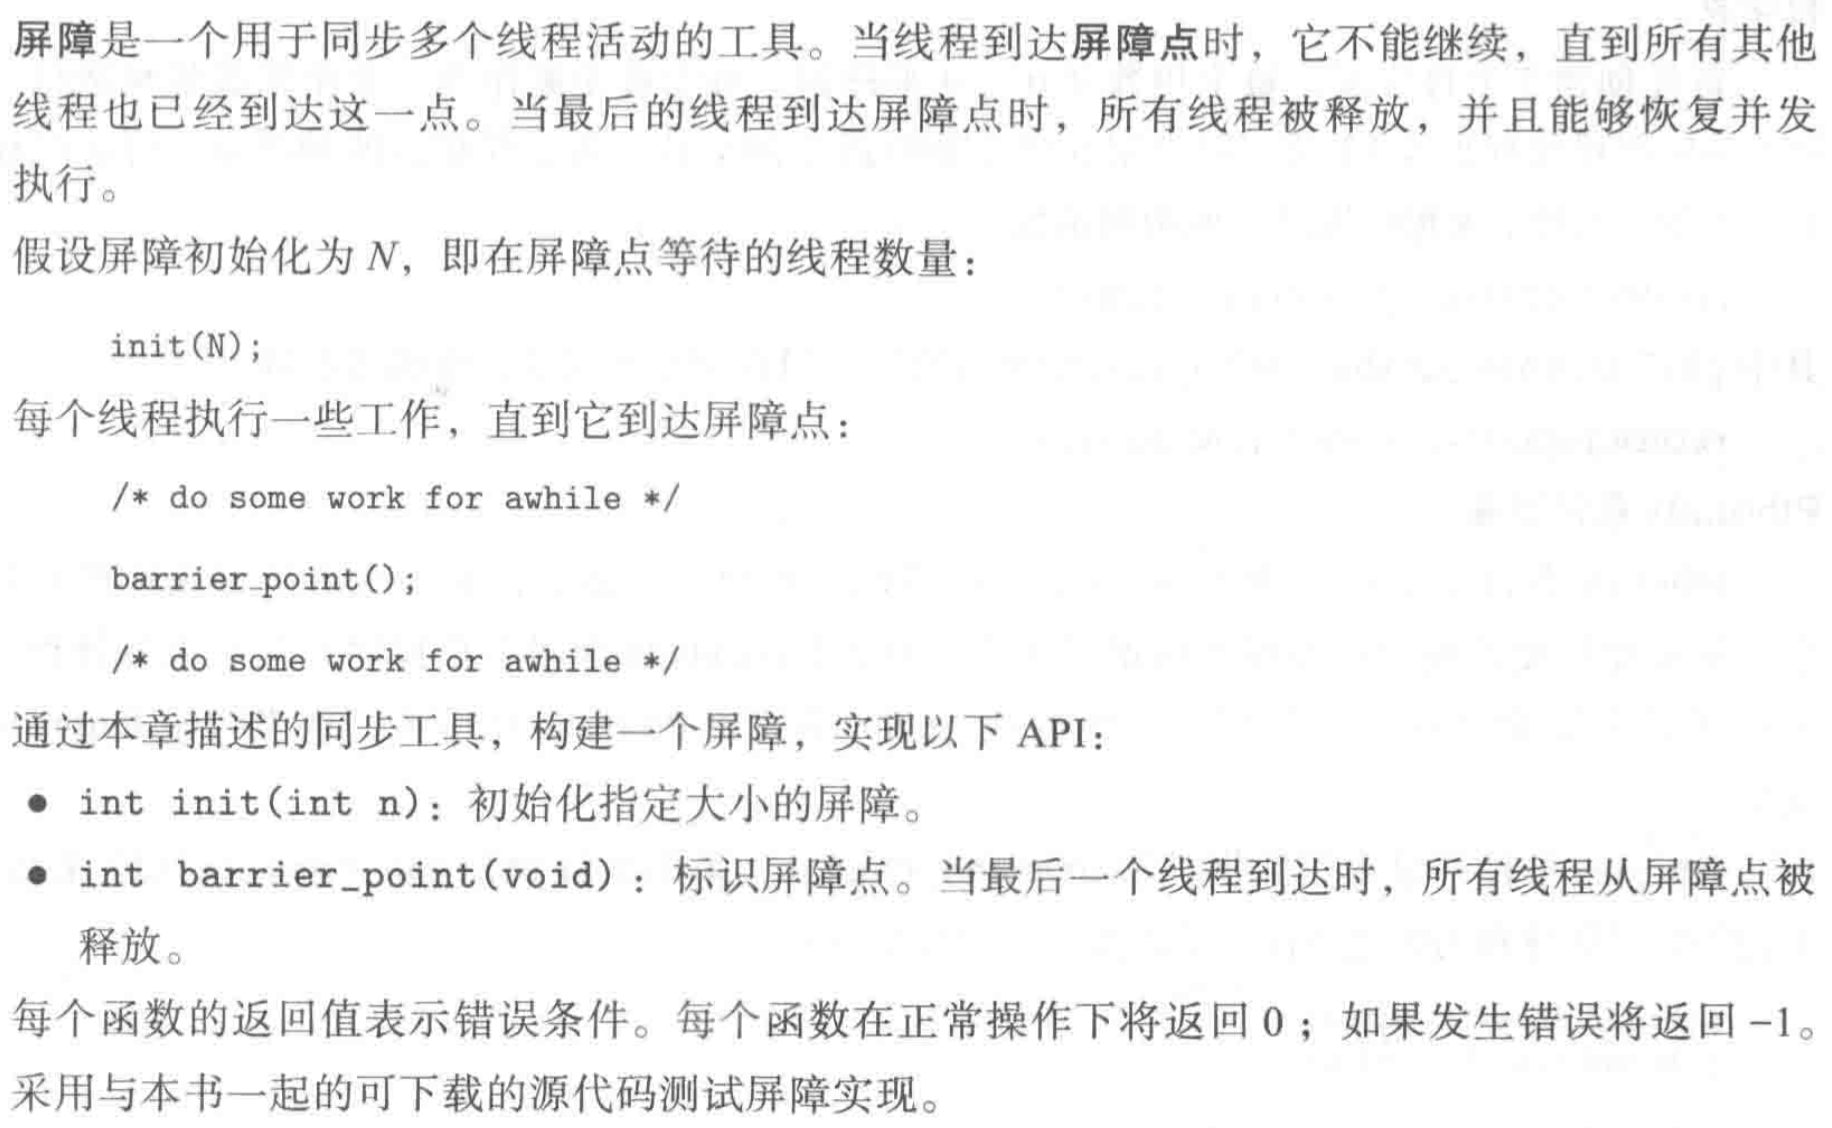 屏障是一个用于同步多个线程活动的工具。当线程到达屏障点时，它不能继续，直到所有其他
线程也已经到达这一点。当最后的线程到达屏障点时，所有线程被释放，并且能够恢复并发
执行。
假设屏障初始化为 N，即在屏障点等待的线程数量：
init(N);
每个线程执行一些工作，直到它到达屏障点：
/* do some work for awhile */
barrier_point();
/* do some work for awhile */
通过本章描述的同步工具，构建一个屏障，实现以下 API：
● int init(int n)：初始化指定大小的屏障。
● int barrier_point(void)：标识屏障点。当最后一个线程到达时，所有线程从屏障点被
释放。
每个函数的返回值表示错误条件。每个函数在正常操作下将返回 0；如果发生错误将返回 –1。
采用与本书一起的可下载的源代码测试屏障实现。